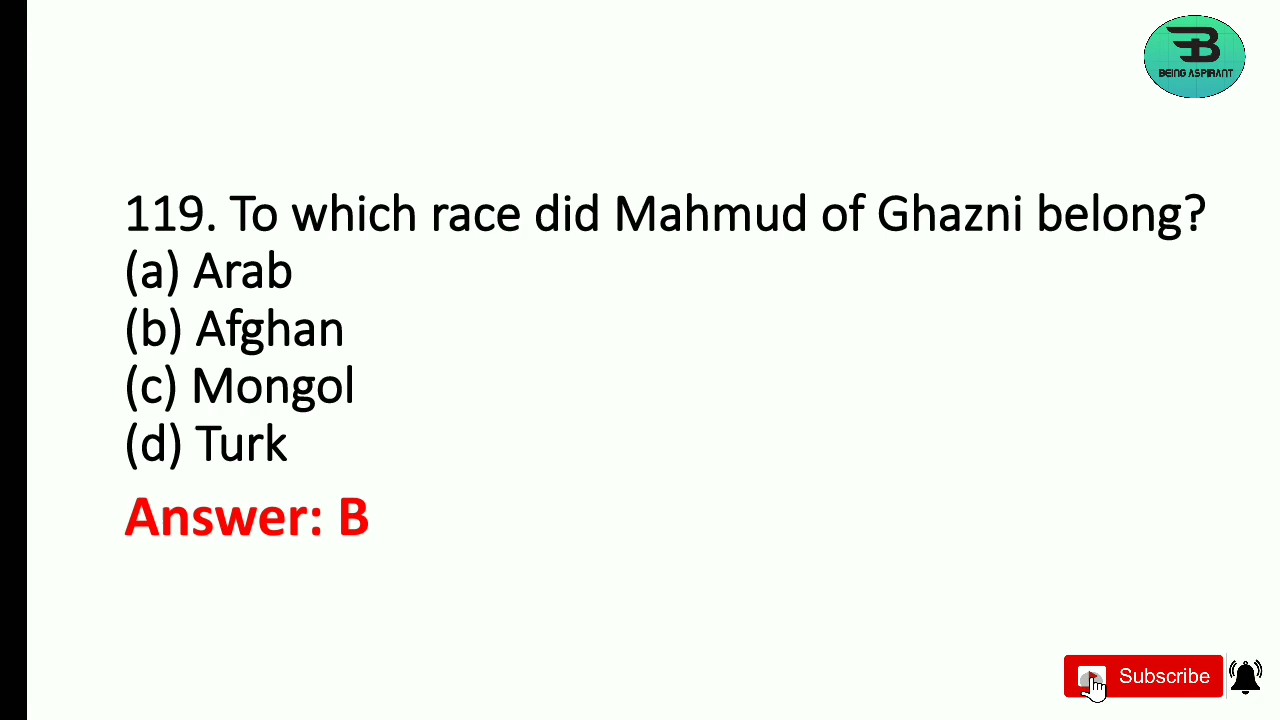 BEING ASPIRANT
119. To which race did Mahmud of Ghazni belong?
(a) Arab
(b) Afghan
(c) Mongol
(d) Turk
Answer: B
Subscribe